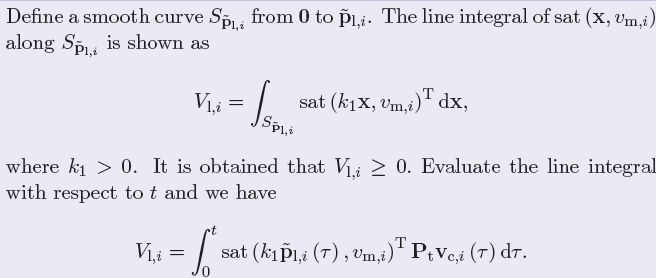 Define a smooth curve S_{p̃_{l,i}} from 0 to p̃_{l,i}. The line integral of sat (x, v_{m,i})
along S_{p̃_{l,i}} is shown as
V_{l,i} = ∫_{S_{p̃_{l,i}}} sat (k_1 x, v_{m,i})^T dx,
where k_1 > 0. It is obtained that V_{l,i} ≥ 0. Evaluate the line integral
with respect to t and we have
V_{l,i} = ∫_0^t sat (k_1 p̃_{l,i} (τ) , v_{m,i})^T P_t v_{c,i} (τ) dτ.